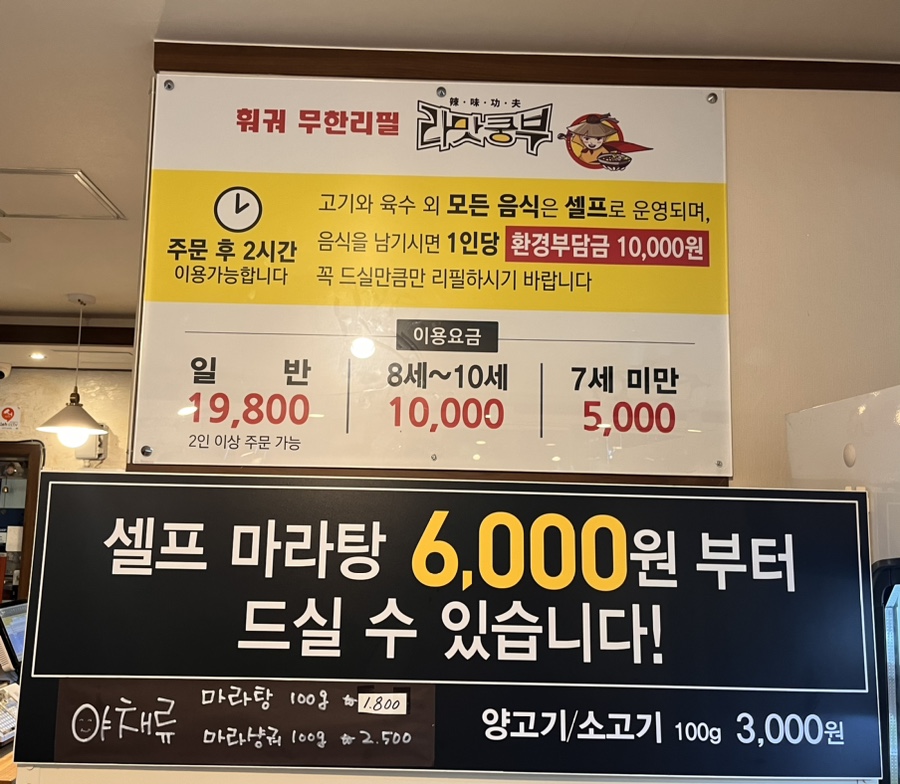 훠궈 무한리필
辣·味·功·夫
라맛쿵부
주문 후 2시간
이용가능합니다
고기와 육수 외 모든 음식은 셀프로 운영되며,
음식을 남기시면 1인당 환경부담금 10,000원
꼭 드실만큼만 리필하시기 바랍니다
이용요금
일 반
19,800
2인 이상 주문 가능
8세~10세
10,000
7세 미만
5,000
셀프 마라탕 6,000원 부터
드실 수 있습니다!
야채류
마라탕 100g ₩1.800
마라샹궈 100g ₩2.500
양고기/소고기 100g 3,000원